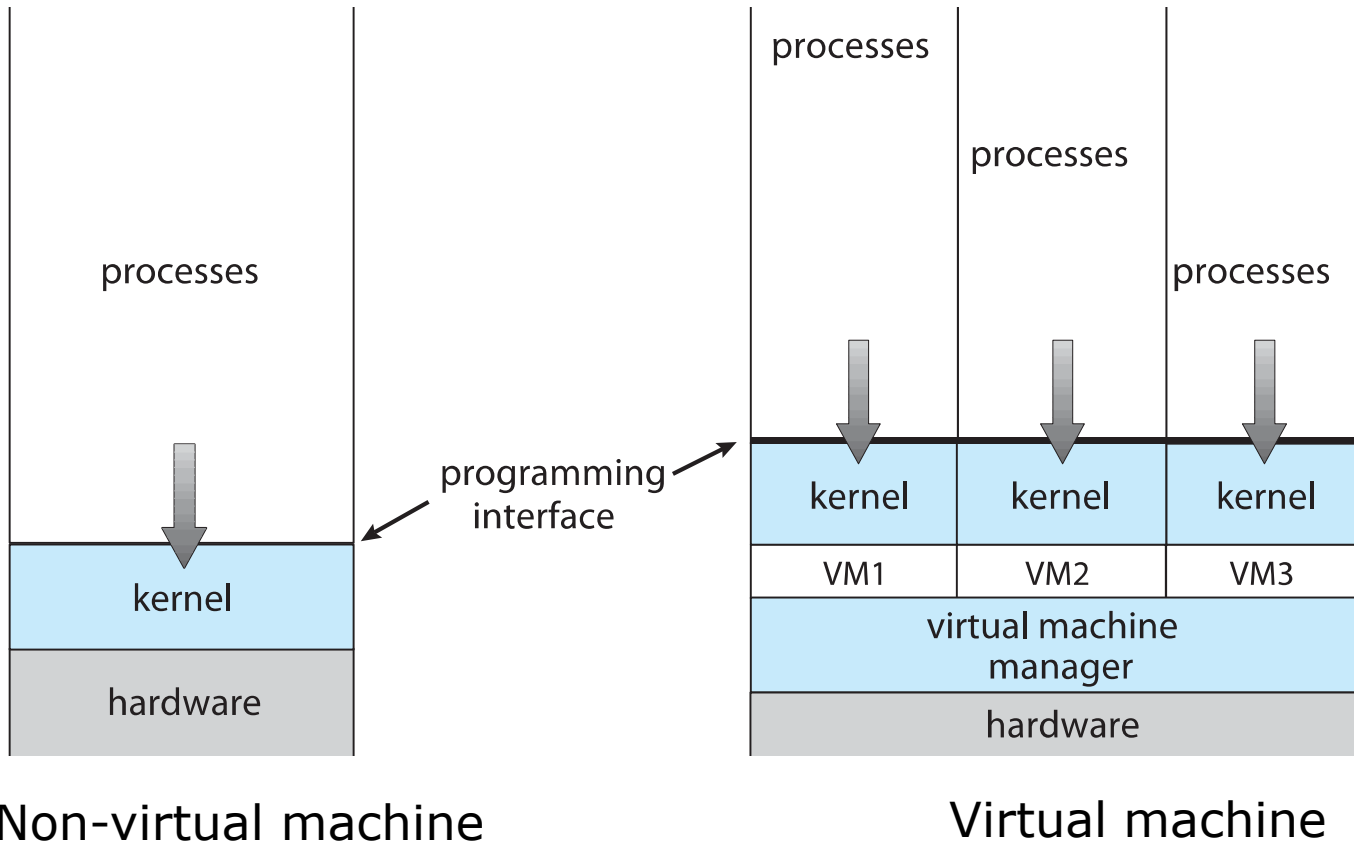 processes
kernel
hardware
programming
interface
processes
processes
processes
kernel
kernel
kernel
VM1
VM2
VM3
virtual machine
manager
hardware
Non-virtual machine
Virtual machine